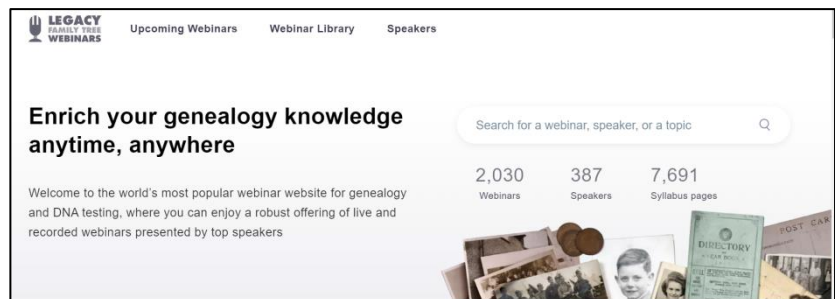 LEGACY
FAMILY TREE
WEBINARS
Upcoming Webinars
Webinar Library
Speakers
Enrich your genealogy knowledge
anytime, anywhere
Welcome to the world's most popular webinar website for genealogy
and DNA testing, where you can enjoy a robust offering of live and
recorded webinars presented by top speakers
Search for a webinar, speaker, or a topic
2,030
Webinars
387
Speakers
7,691
Syllabus pages
DIRECTORY
POST CAR